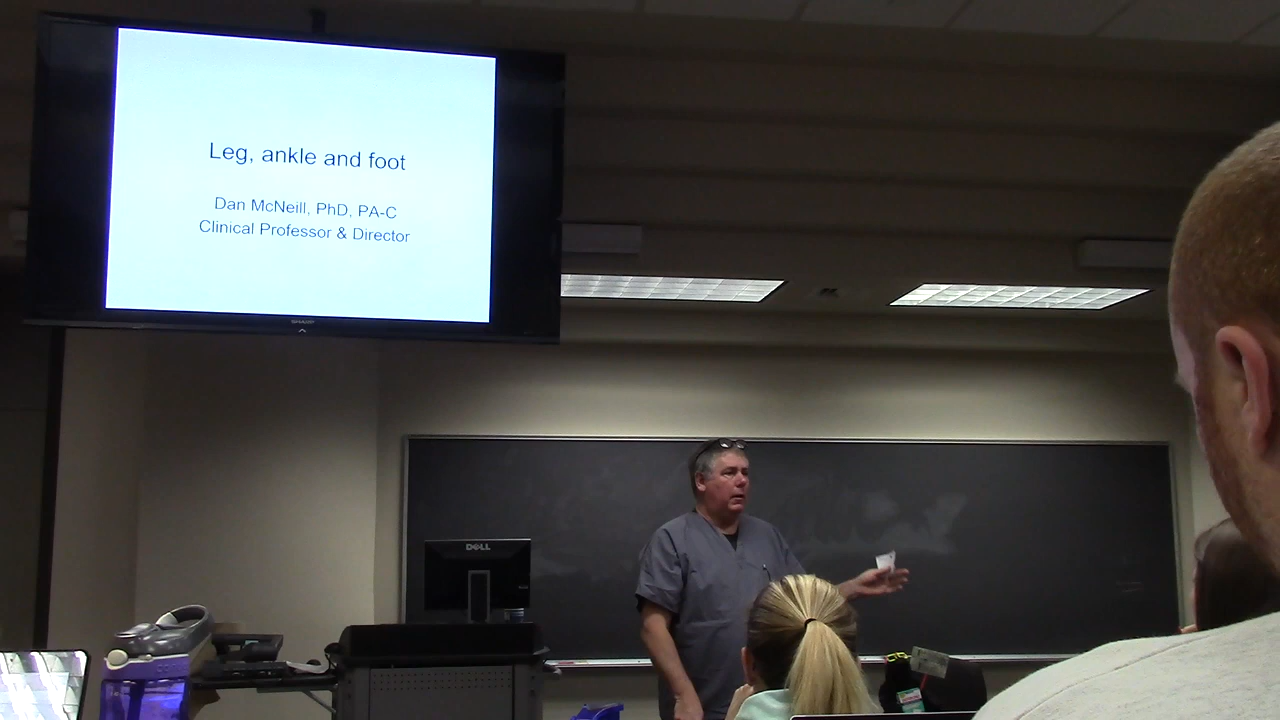 Leg, ankle and foot
Dan McNeill, PhD, PA-C
Clinical Professor & Director
SHARP
DELL